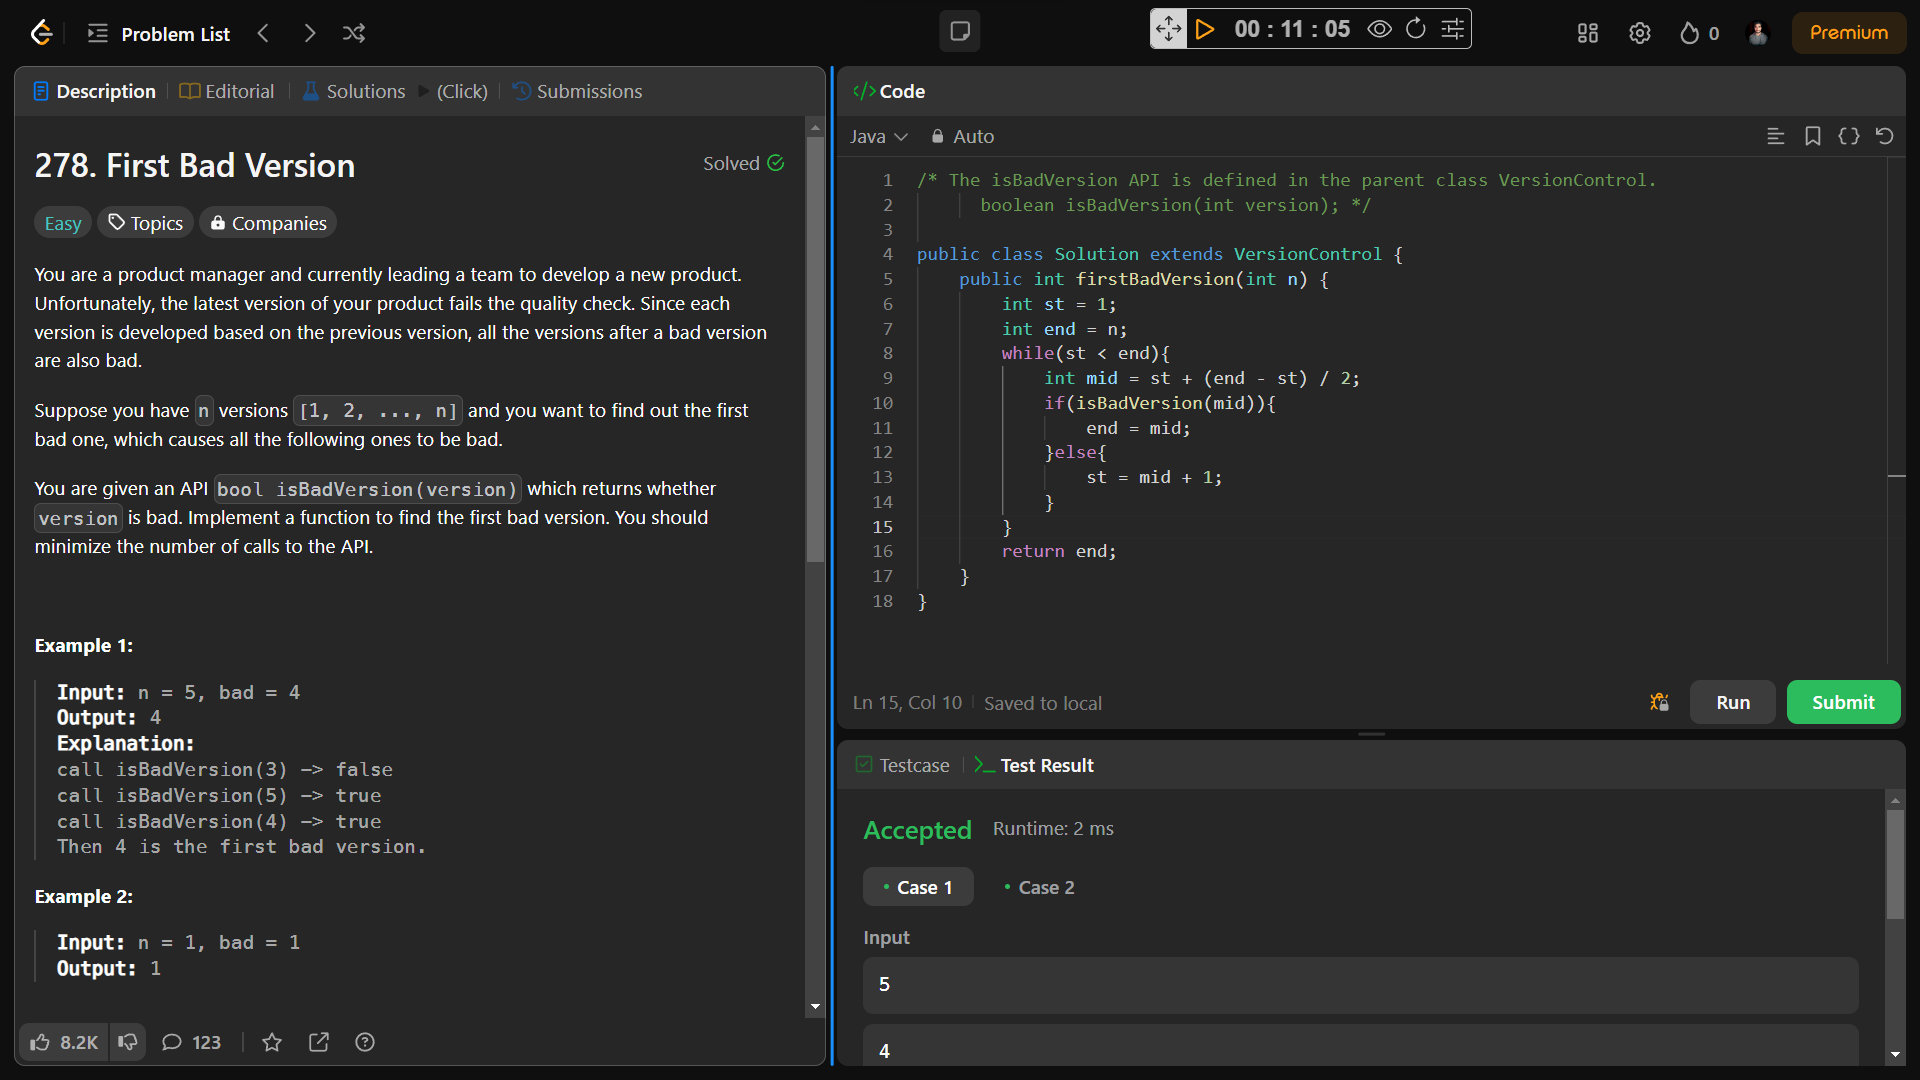 Problem List
00 : 11 : 05
0
Premium
Description
Editorial
Solutions
(Click)
Submissions
278. First Bad Version
Solved
Easy
Topics
Companies
You are a product manager and currently leading a team to develop a new product.
Unfortunately, the latest version of your product fails the quality check. Since each
version is developed based on the previous version, all the versions after a bad version
are also bad.
Suppose you have n versions [1, 2, ..., n] and you want to find out the first
bad one, which causes all the following ones to be bad.
You are given an API bool isBadVersion(version) which returns whether
version is bad. Implement a function to find the first bad version. You should
minimize the number of calls to the API.
Example 1:
Input: n = 5, bad = 4
Output: 4
Explanation:
call isBadVersion(3) -> false
call isBadVersion(5) -> true
call isBadVersion(4) -> true
Then 4 is the first bad version.
Example 2:
Input: n = 1, bad = 1
Output: 1
8.2K
123
</> Code
Java
Auto
1 /* The isBadVersion API is defined in the parent class VersionControl.
2 boolean isBadVersion(int version); */
3
4 public class Solution extends VersionControl {
5 public int firstBadVersion(int n) {
6 int st = 1;
7 int end = n;
8 while(st < end){
9 int mid = st + (end - st) / 2;
10 if(isBadVersion(mid)){
11 end = mid;
12 }else{
13 st = mid + 1;
14 }
15 }
16 return end;
17 }
18 }
Ln 15, Col 10
Saved to local
Run
Submit
Testcase
Test Result
Accepted
Runtime: 2 ms
Case 1
Case 2
Input
5
4